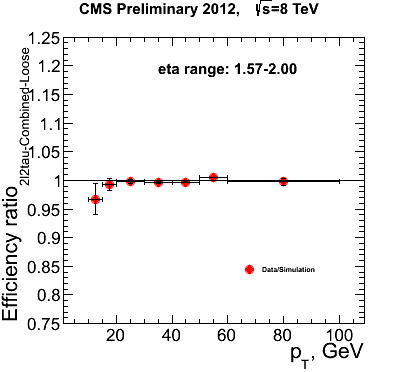 CMS Preliminary 2012, √s=8 TeV
eta range: 1.57-2.00
Efficiency ratio 2l2tau-Combined-Loose
1.25
1.2
1.15
1.1
1.05
1
0.95
0.9
0.85
0.8
0.75
Data/Simulation
20 40 60 80 100
p_T, GeV